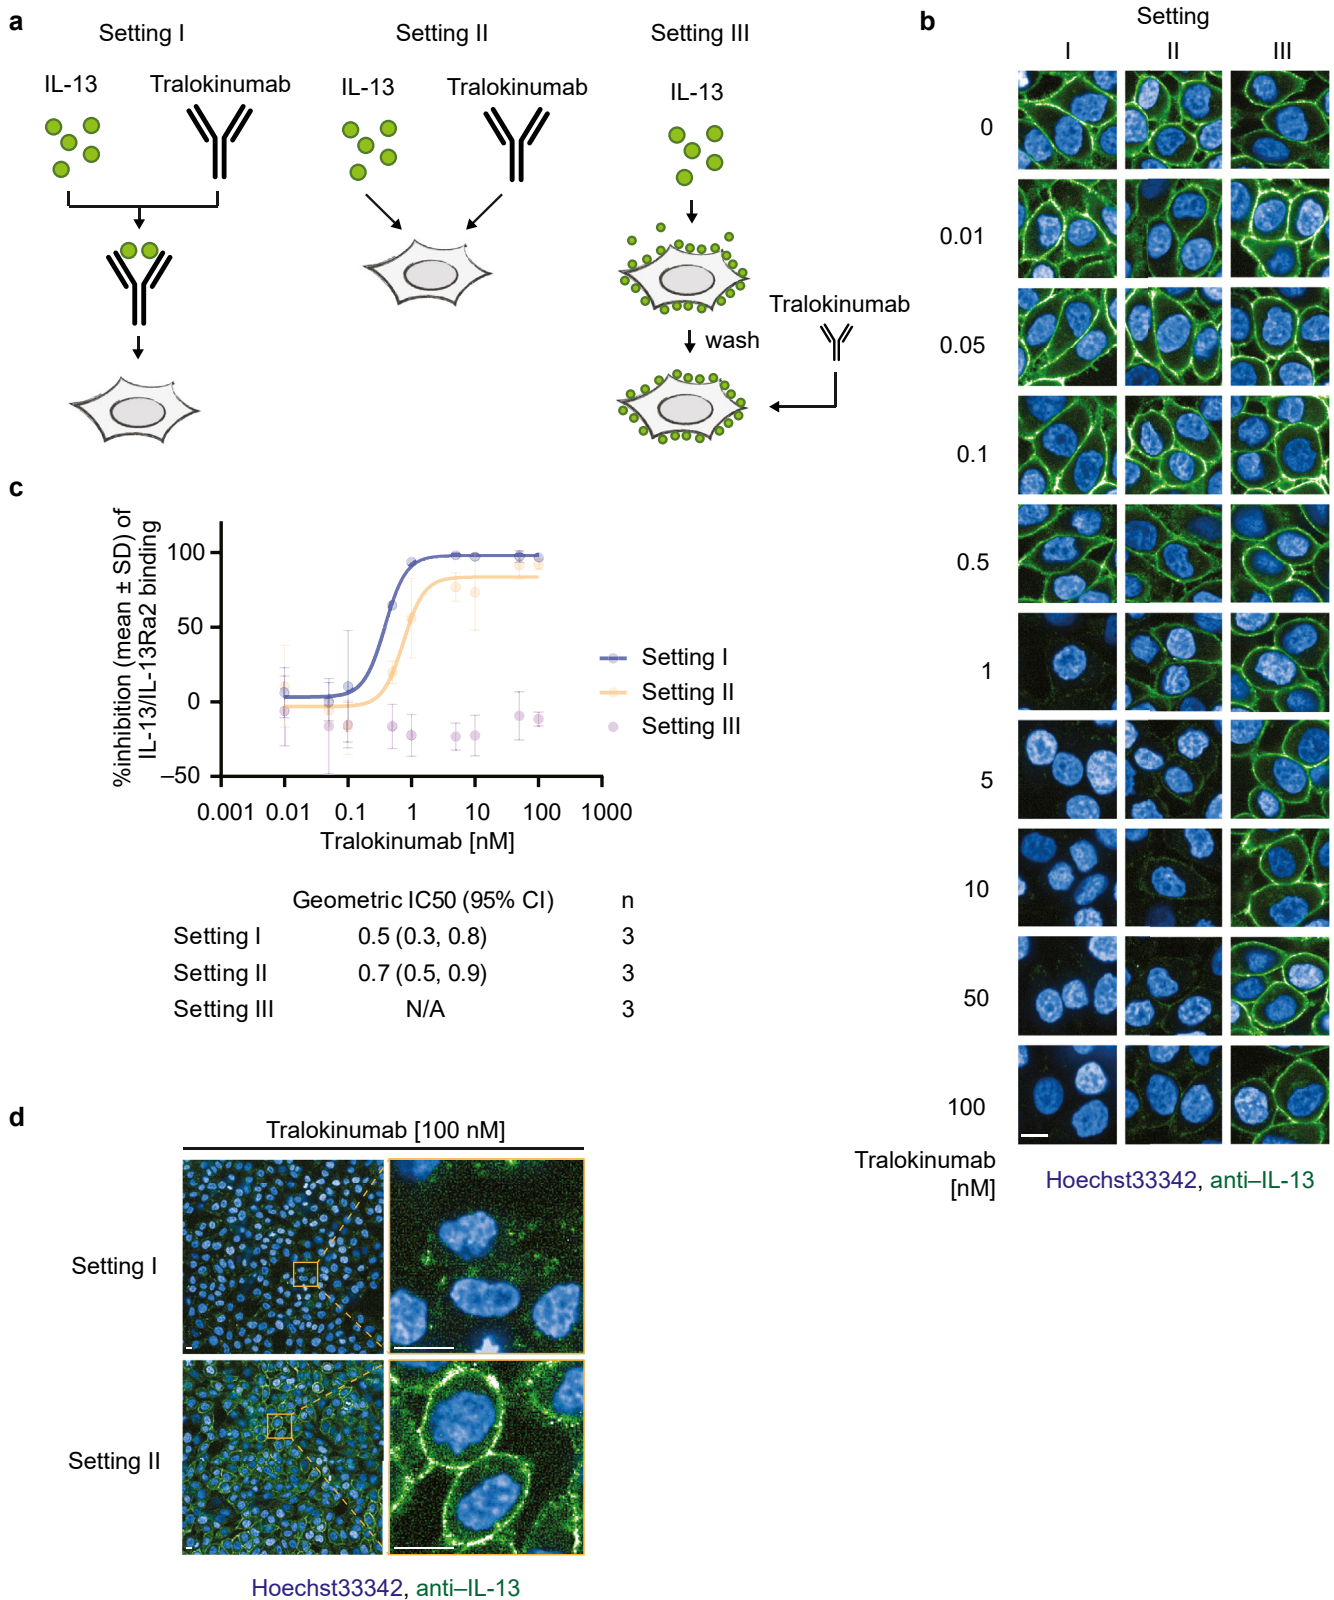 a
Setting I
Setting II
Setting III
IL-13
Tralokinumab
IL-13
Tralokinumab
IL-13
Tralokinumab
wash
b
Setting
I
II
III
0
0.01
0.05
0.1
0.5
1
5
10
50
100
Tralokinumab
[nM]
Hoechst33342, anti–IL-13
c
%inhibition (mean ± SD) of
IL-13/IL-13Ra2 binding
100
50
0
–50
0.001
0.01
0.1
1
10
100
1000
Tralokinumab [nM]
Setting I
Setting II
Setting III
Geometric IC50 (95% CI) n
Setting I 0.5 (0.3, 0.8) 3
Setting II 0.7 (0.5, 0.9) 3
Setting III N/A 3
d
Tralokinumab [100 nM]
Setting I
Setting II
Hoechst33342, anti–IL-13